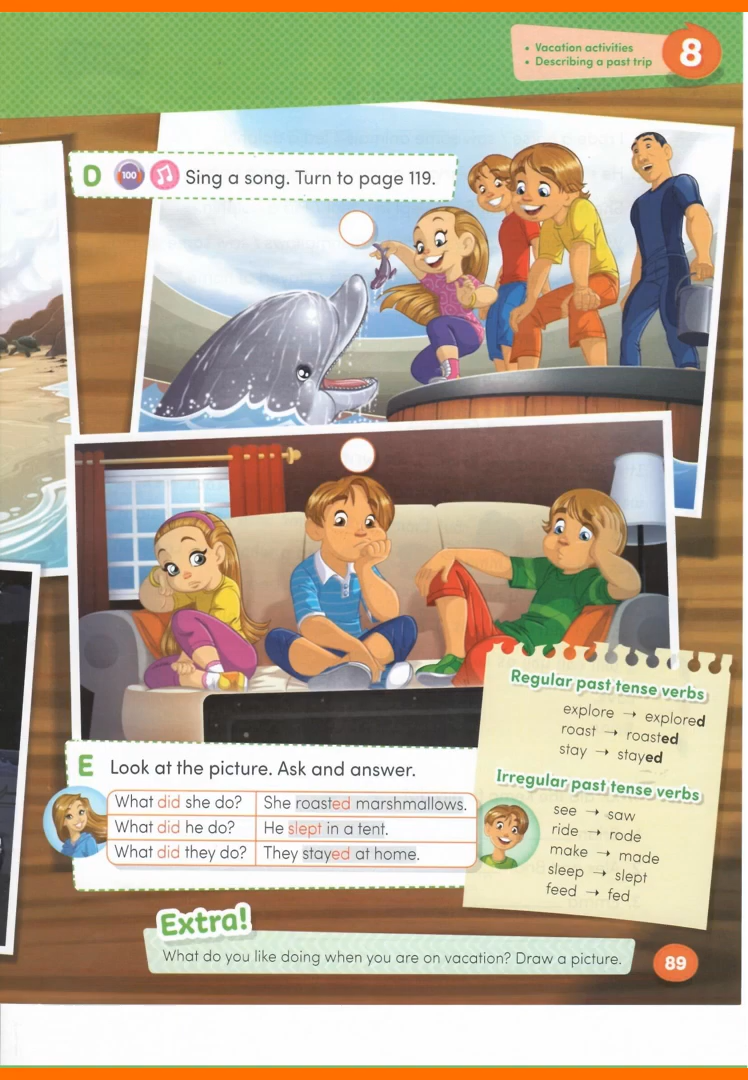 • Vacation activities
• Describing a past trip
8
D 100 Sing a song. Turn to page 119.
E Look at the picture. Ask and answer.
What did she do? She roasted marshmallows.
What did he do? He slept in a tent.
What did they do? They stayed at home.
Regular past tense verbs
explore → explored
roast → roasted
stay → stayed
Irregular past tense verbs
see → saw
ride → rode
make → made
sleep → slept
feed → fed
Extra!
What do you like doing when you are on vacation? Draw a picture.
89